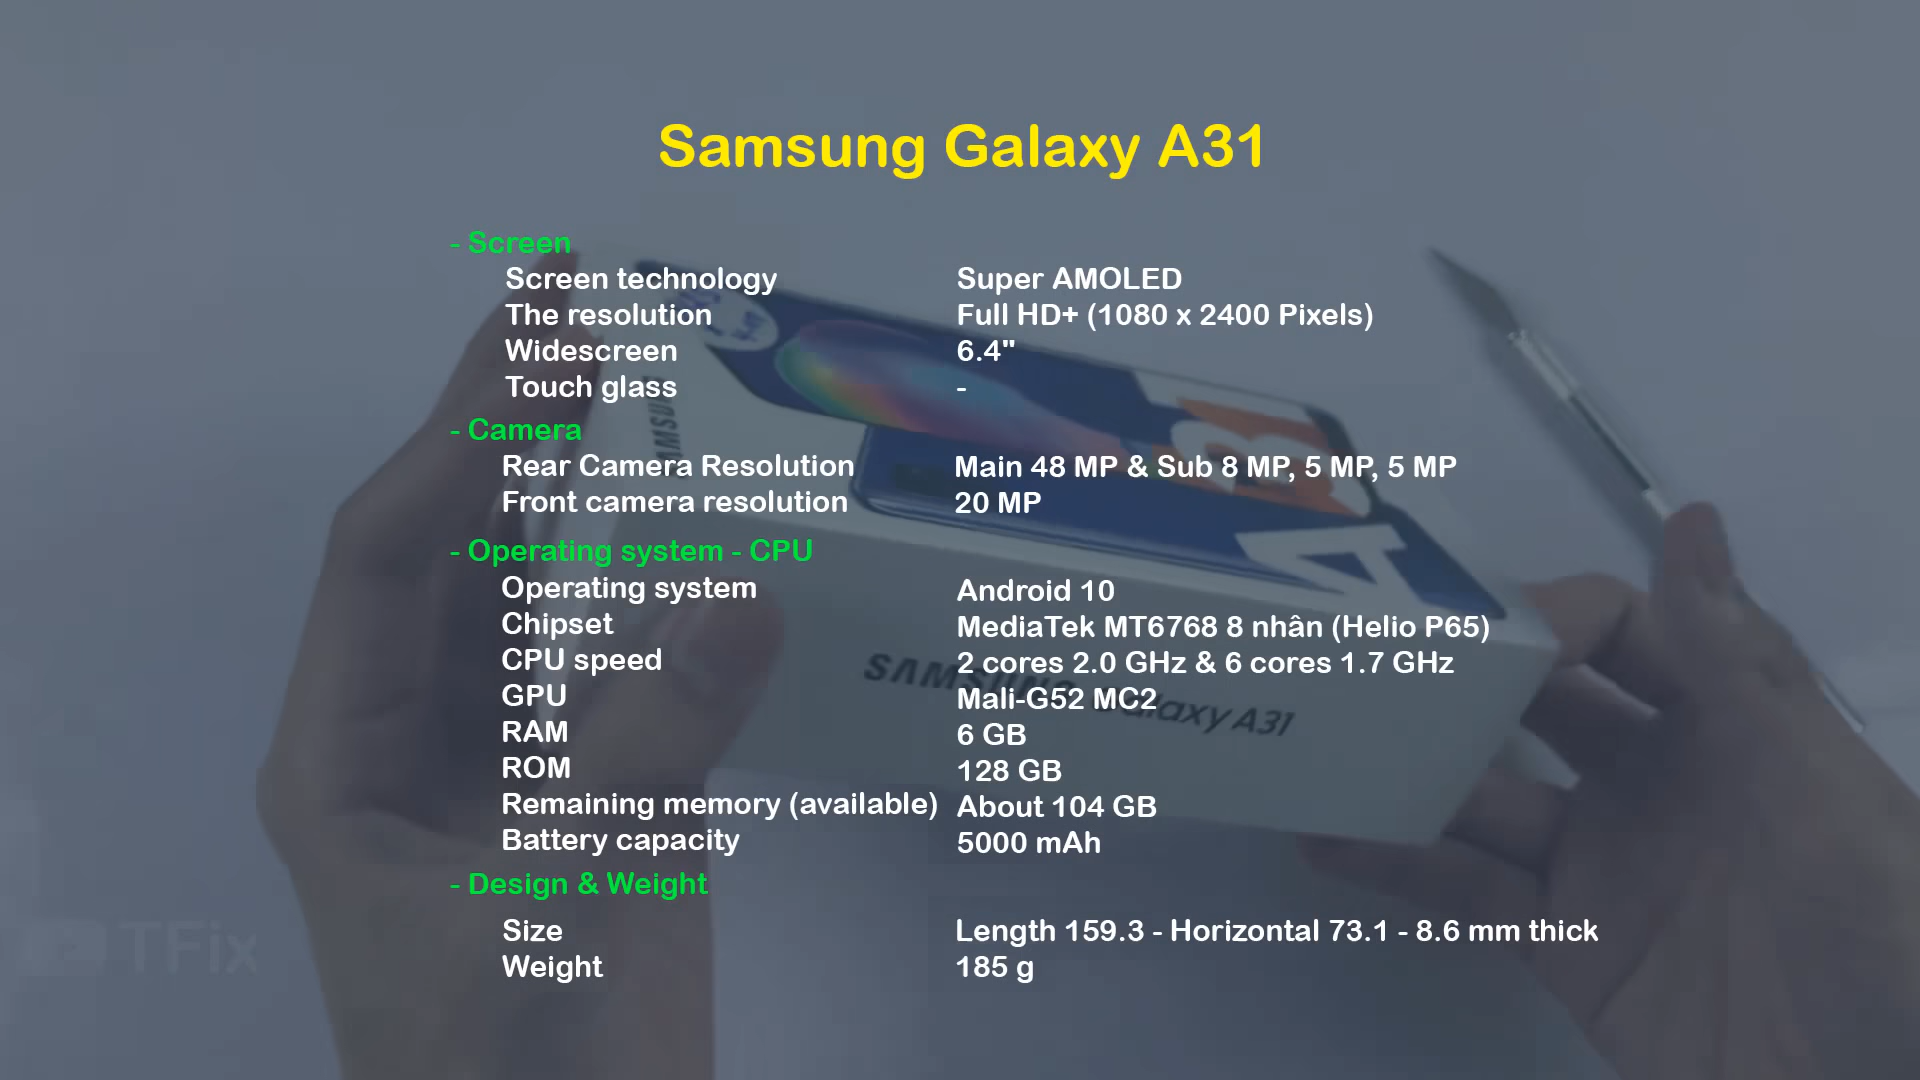 Samsung Galaxy A31
- Screen
Screen technology Super AMOLED
The resolution Full HD+ (1080 x 2400 Pixels)
Widescreen 6.4"
Touch glass -
- Camera
Rear Camera Resolution Main 48 MP & Sub 8 MP, 5 MP, 5 MP
Front camera resolution 20 MP
- Operating system - CPU
Operating system Android 10
Chipset MediaTek MT6768 8 nhân (Helio P65)
CPU speed 2 cores 2.0 GHz & 6 cores 1.7 GHz
GPU Mali-G52 MC2
RAM 6 GB
ROM 128 GB
Remaining memory (available) About 104 GB
Battery capacity 5000 mAh
- Design & Weight
Size Length 159.3 - Horizontal 73.1 - 8.6 mm thick
Weight 185 g
SAMSUNG
A31
SAMSUNG Galaxy A31
TFix